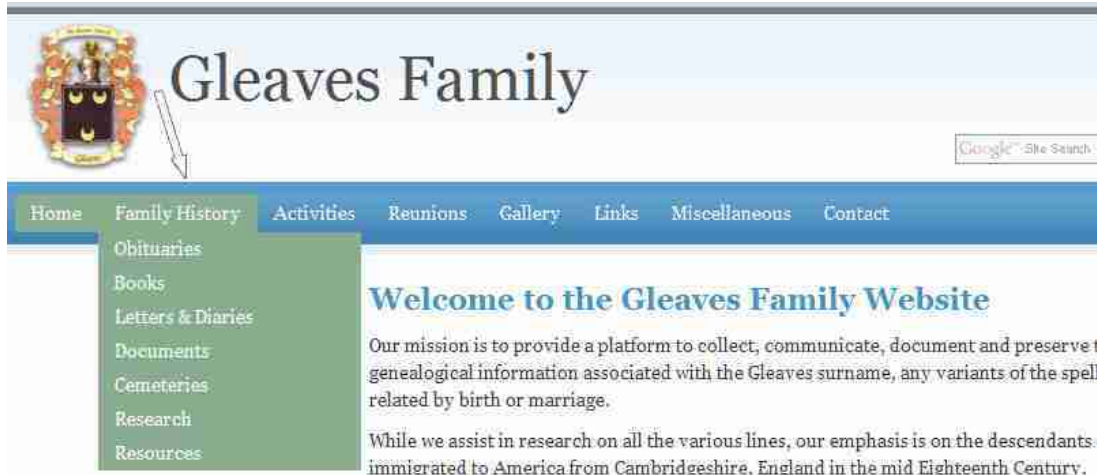 Gleaves Family
Google™ Site Search
Home Family History Activities Reunions Gallery Links Miscellaneous Contact
Obituaries
Books
Letters & Diaries
Documents
Cemeteries
Research
Resources
Welcome to the Gleaves Family Website
Our mission is to provide a platform to collect, communicate, document and preserve t
genealogical information associated with the Gleaves surname, any variants of the spell
related by birth or marriage.
While we assist in research on all the various lines, our emphasis is on the descendants
immigrated to America from Cambridgeshire, England in the mid Eighteenth Century.